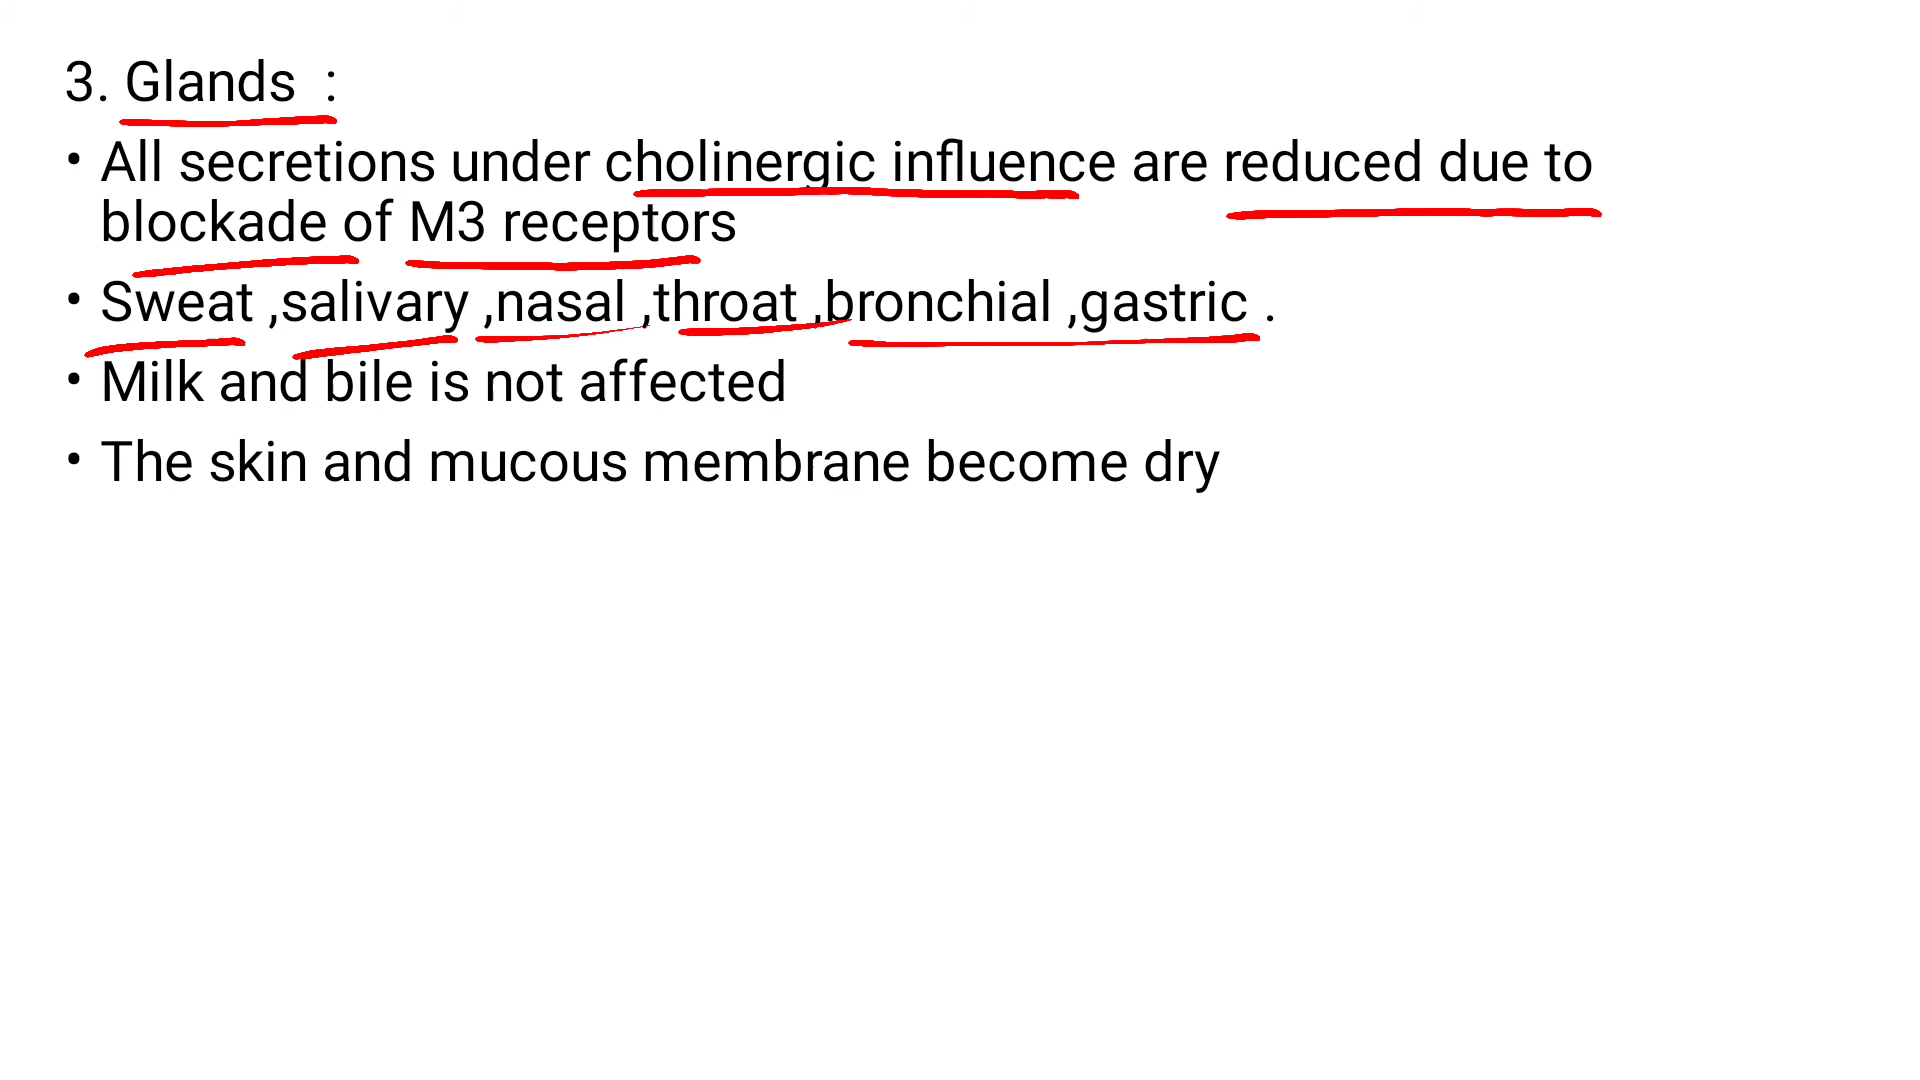 3. Glands :
• All secretions under cholinergic influence are reduced due to
blockade of M3 receptors
• Sweat ,salivary ,nasal ,throat ,bronchial ,gastric .
• Milk and bile is not affected
• The skin and mucous membrane become dry